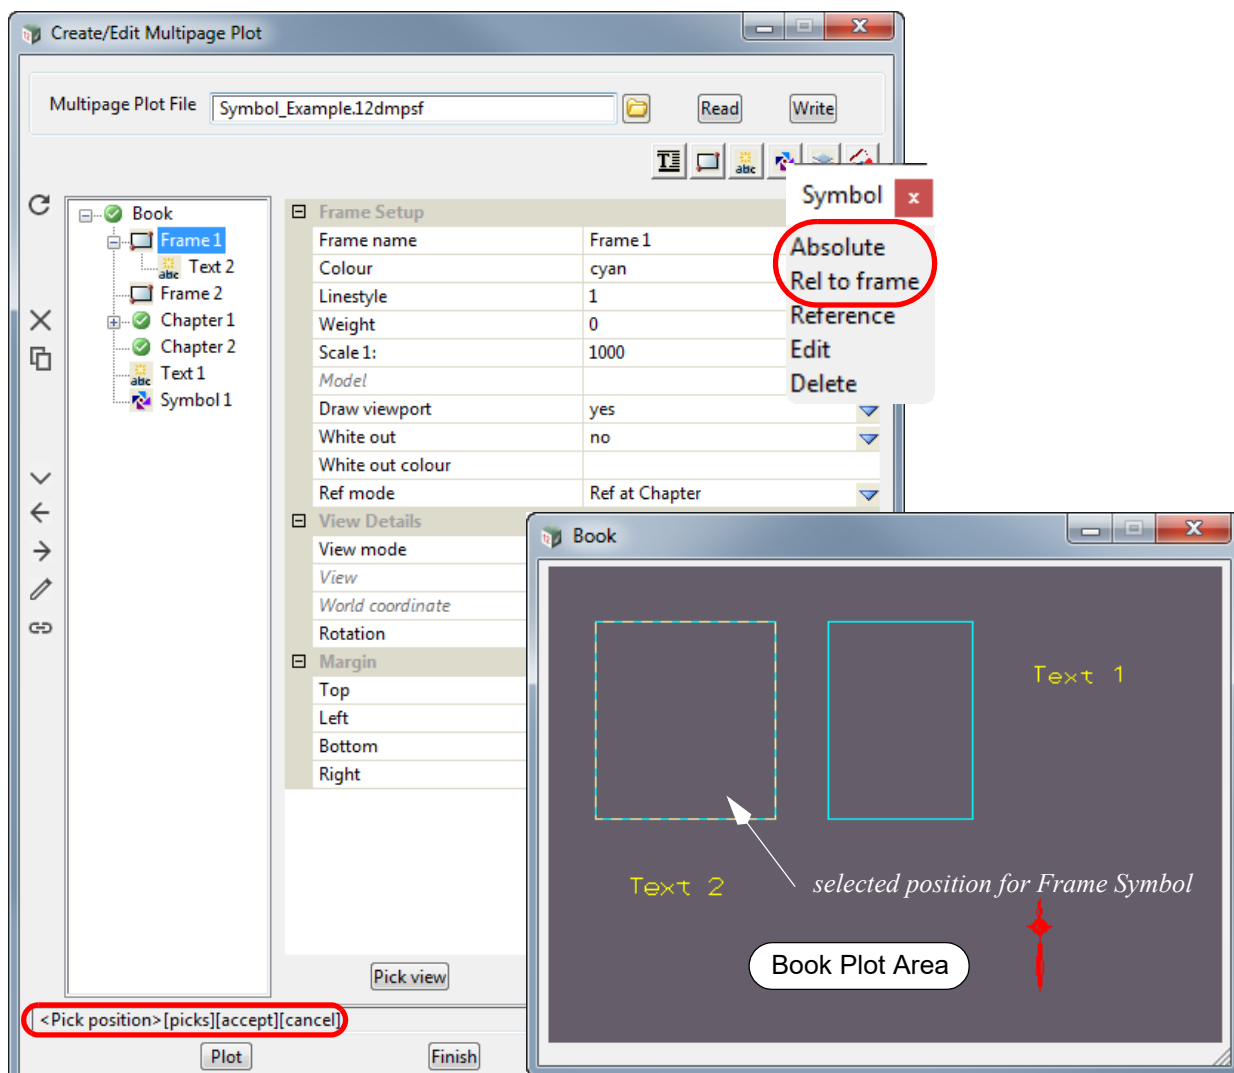 Create/Edit Multipage Plot
Multipage Plot File
Symbol_Example.12dmpsf
Read
Write
T
abc
Symbol
x
Absolute
Rel to frame
Reference
Edit
Delete
Book
Frame 1
abc
Text 2
Frame 2
Chapter 1
Chapter 2
abc
Text 1
Symbol 1
Frame Setup
Frame name Frame 1
Colour cyan
Linestyle 1
Weight 0
Scale 1: 1000
Model
Draw viewport yes
White out no
White out colour
Ref mode Ref at Chapter
View Details
View mode
View
World coordinate
Rotation
Margin
Top
Left
Bottom
Right
Pick view
<Pick position>[picks][accept][cancel]
Plot
Finish
Book
Text 1
Text 2
selected position for Frame Symbol
Book Plot Area